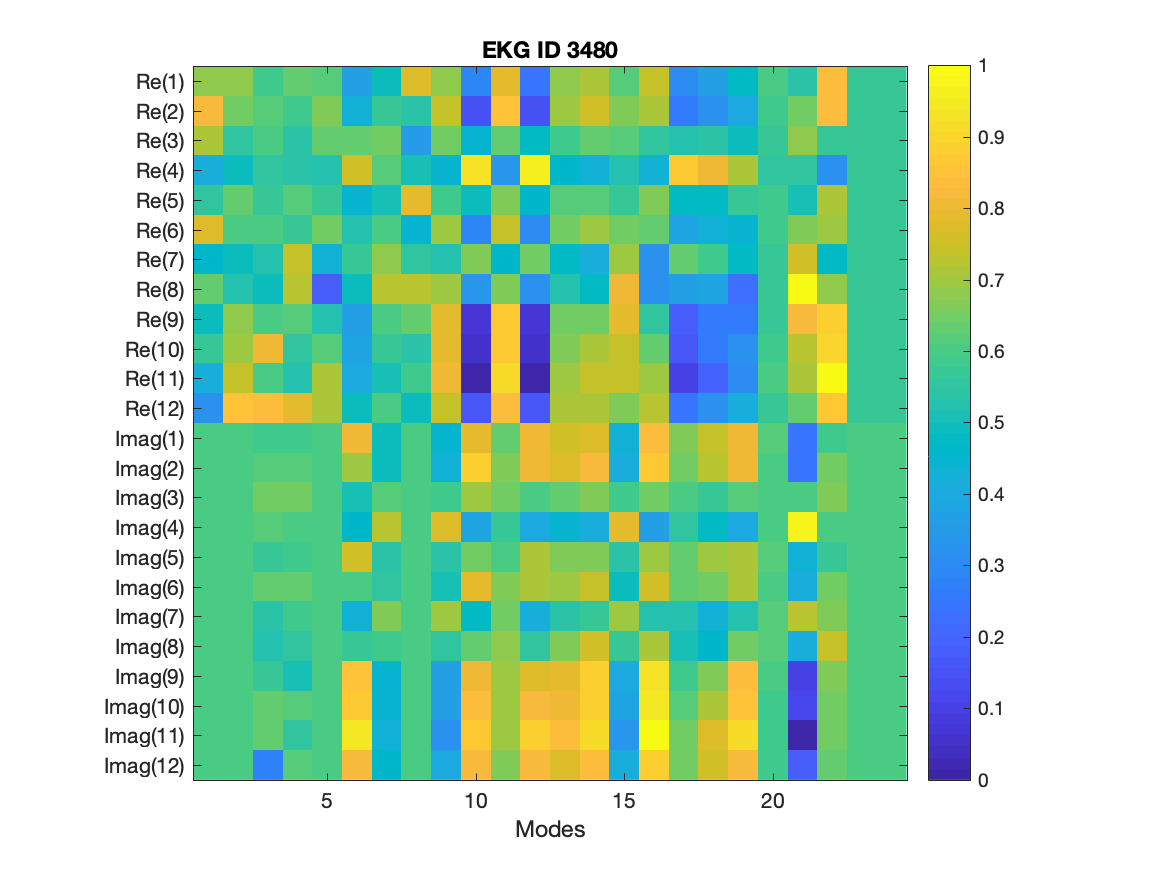 EKG ID 3480
Re(1)
Re(2)
Re(3)
Re(4)
Re(5)
Re(6)
Re(7)
Re(8)
Re(9)
Re(10)
Re(11)
Re(12)
Imag(1)
Imag(2)
Imag(3)
Imag(4)
Imag(5)
Imag(6)
Imag(7)
Imag(8)
Imag(9)
Imag(10)
Imag(11)
Imag(12)
5 10 15 20
Modes
1
0.9
0.8
0.7
0.6
0.5
0.4
0.3
0.2
0.1
0